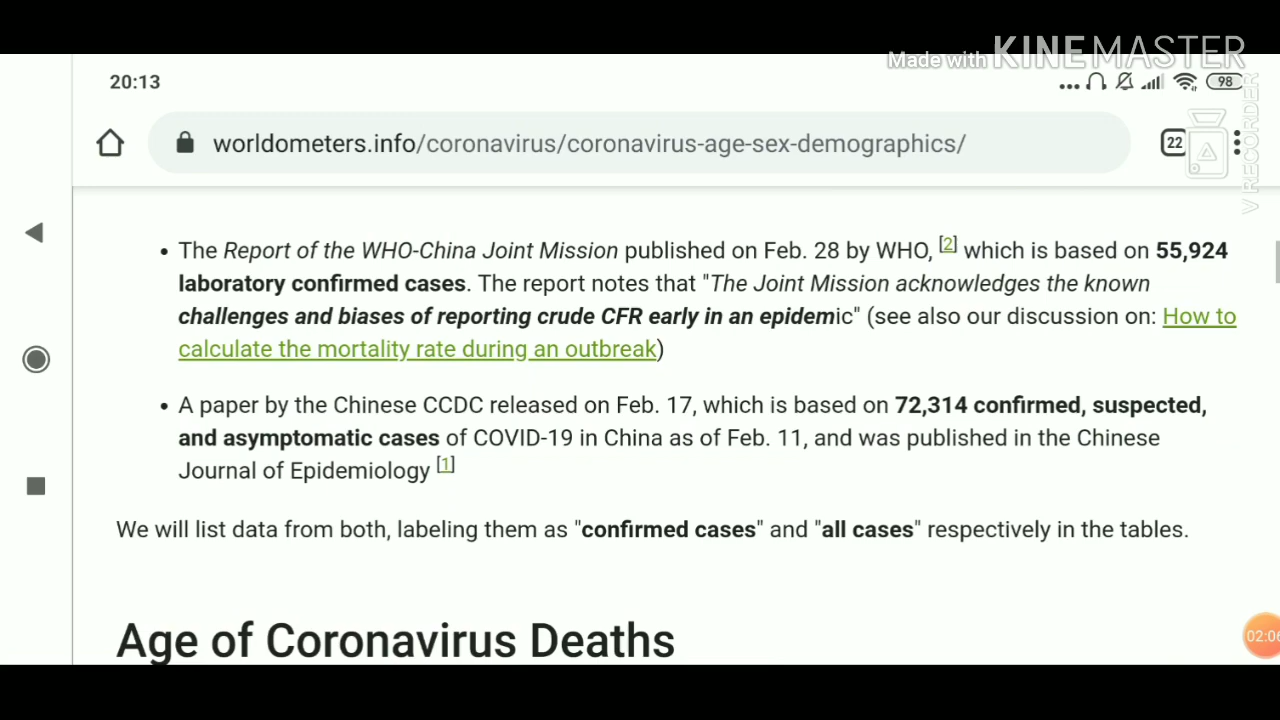 Made with KINEMASTER
20:13
98
worldometers.info/coronavirus/coronavirus-age-sex-demographics/
22
V RECORDER
• The Report of the WHO-China Joint Mission published on Feb. 28 by WHO, [2] which is based on 55,924
laboratory confirmed cases. The report notes that "The Joint Mission acknowledges the known
challenges and biases of reporting crude CFR early in an epidemic" (see also our discussion on: How to
calculate the mortality rate during an outbreak)
• A paper by the Chinese CCDC released on Feb. 17, which is based on 72,314 confirmed, suspected,
and asymptomatic cases of COVID-19 in China as of Feb. 11, and was published in the Chinese
Journal of Epidemiology [1]
We will list data from both, labeling them as "confirmed cases" and "all cases" respectively in the tables.
Age of Coronavirus Deaths
02:06